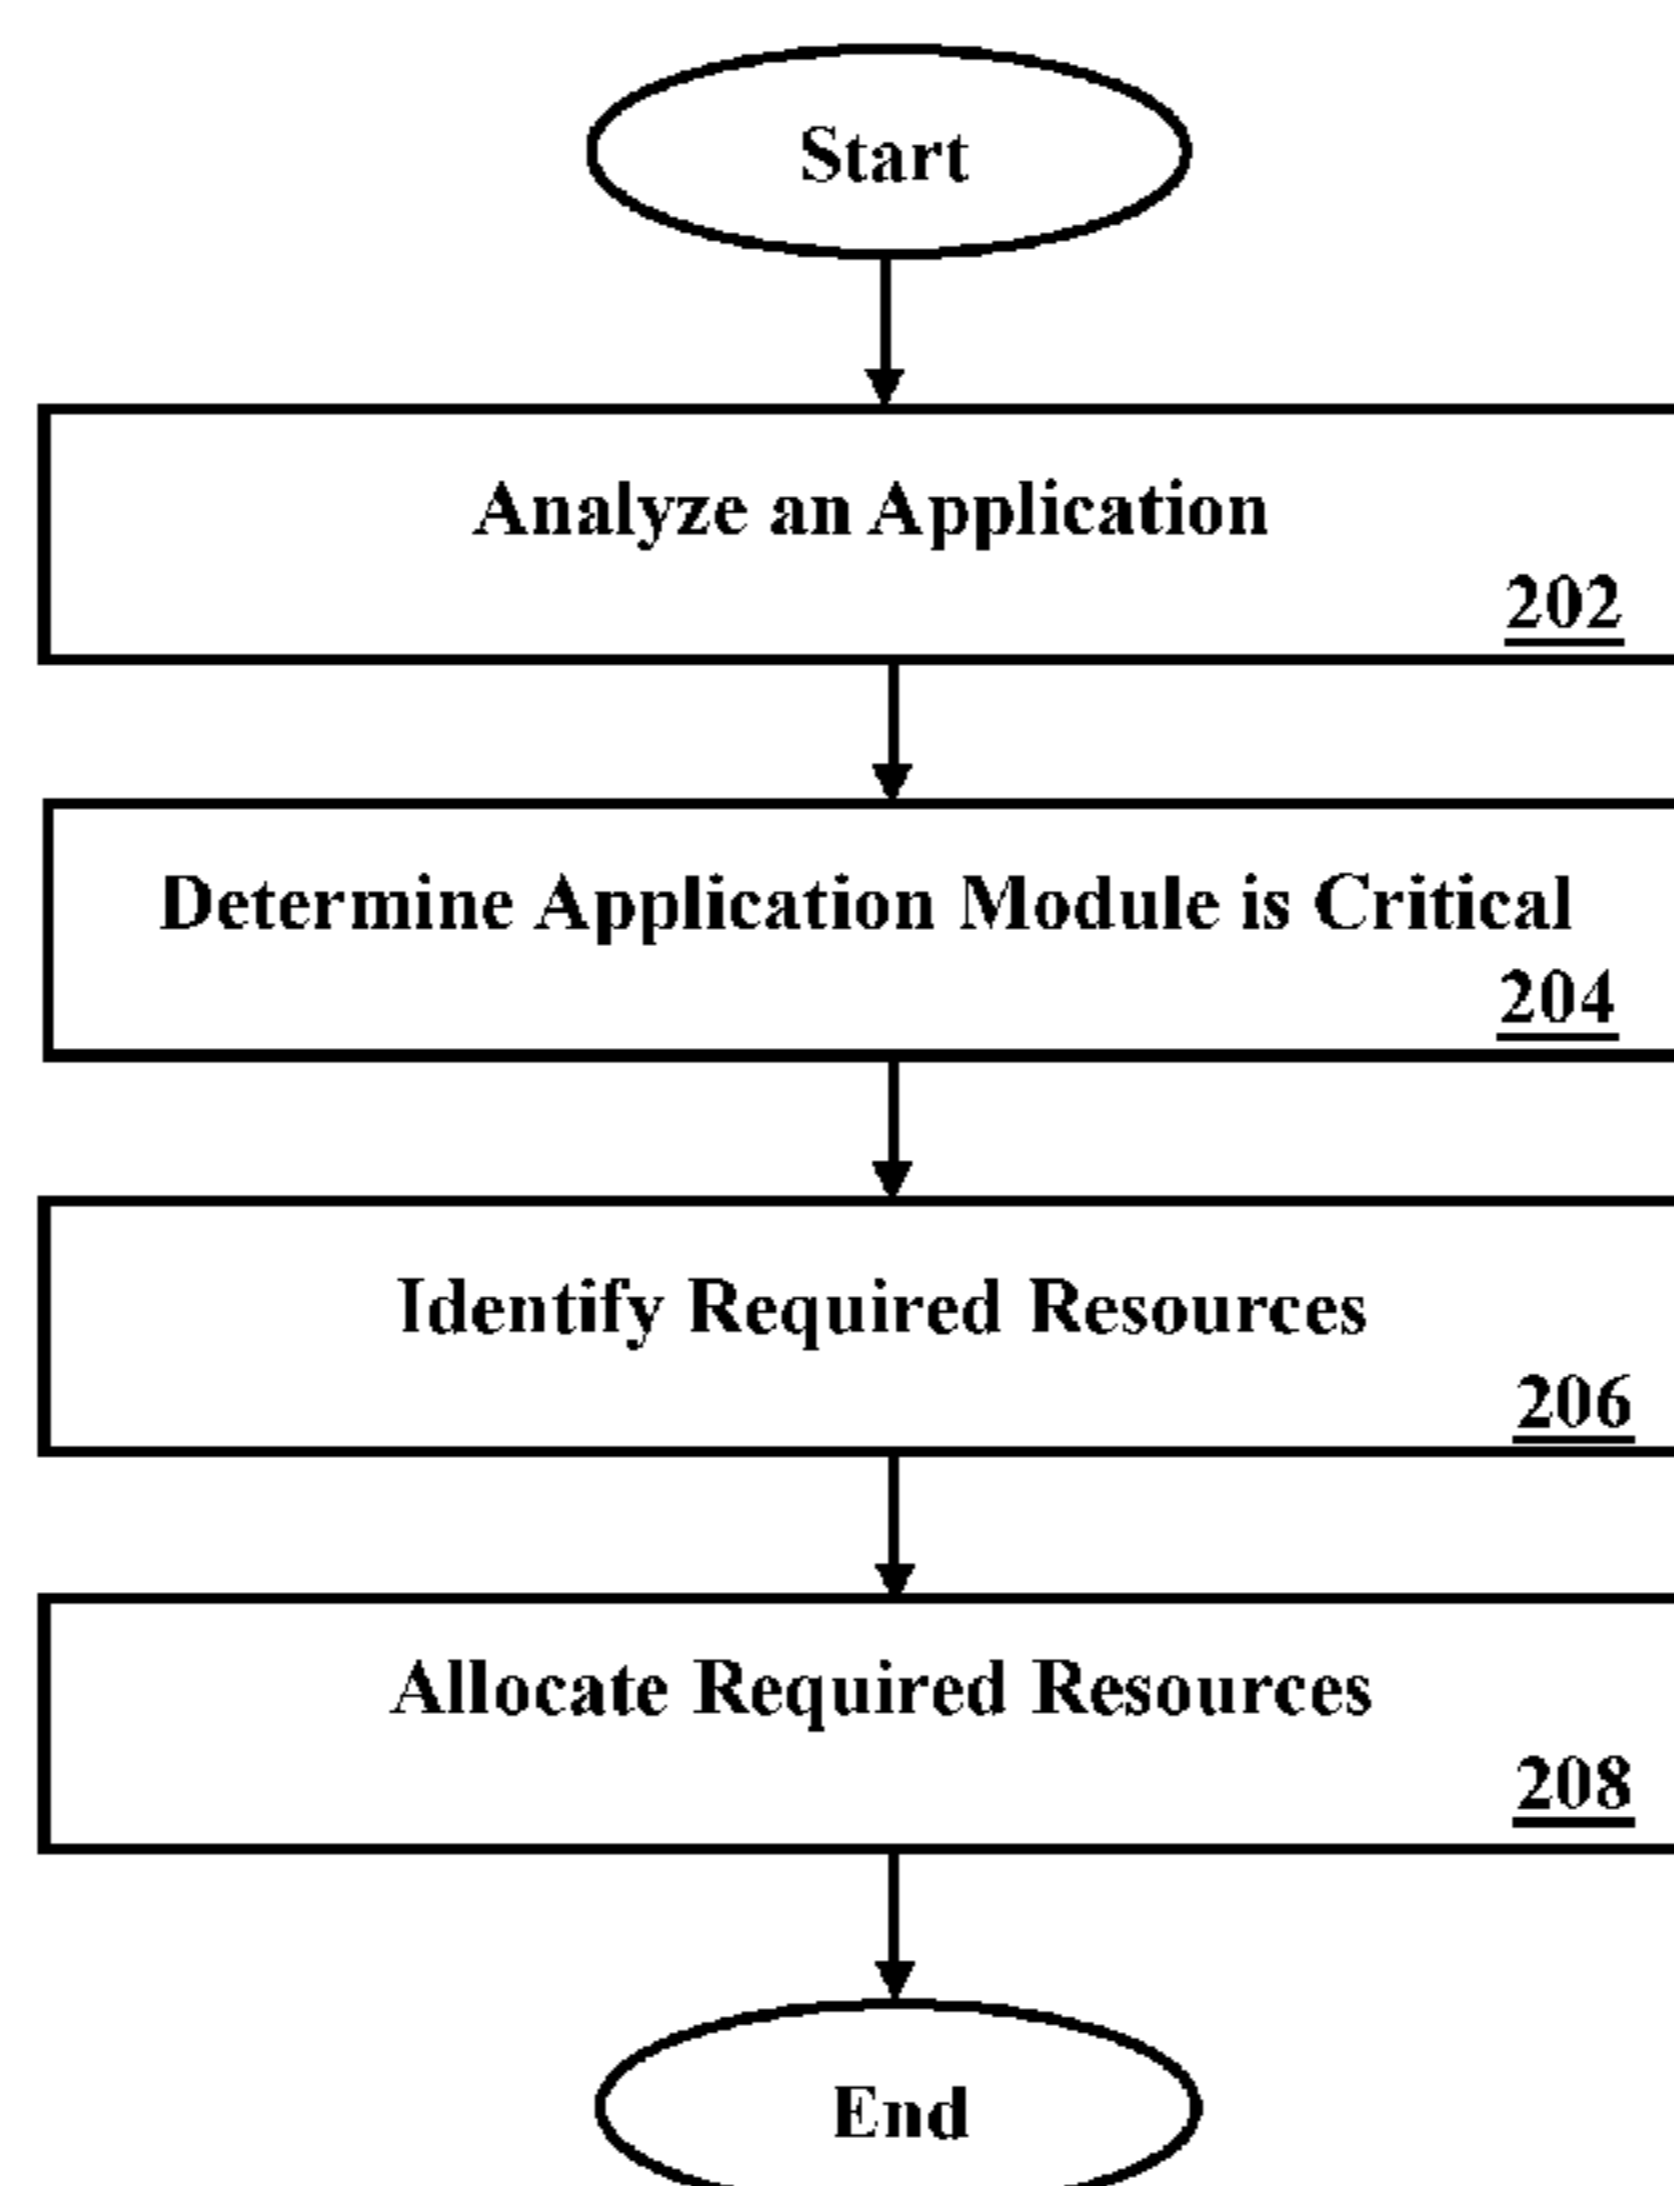 Start
Analyze an Application
202
Determine Application Module is Critical
204
Identify Required Resources
206
Allocate Required Resources
208
End